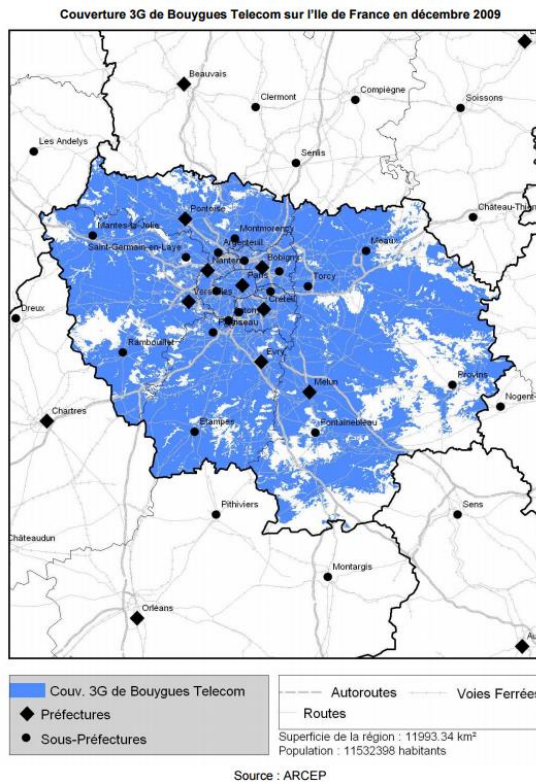 Couverture 3G de Bouygues Telecom sur l'Ile de France en décembre 2009
Beauvais
Clermont
Compiègne
Soissons
Les Andelys
Senlis
Château-Thie
Pontoise
Mantes-la-Jolie
Montmorency
Saint-Germain-en-Laye
Argenteuil
Meaux
Nanterre
Bobigny
Paris
Torcy
Versailles
Créteil
Dreux
Rambouillet
Evry
Melun
Provins
Nogent-
Chartres
Etampes
Fontainebleau
Pithiviers
Sens
Châteaudun
Montargis
Orléans
Au
Couv. 3G de Bouygues Telecom
Préfectures
Sous-Préfectures
Autoroutes
Voies Ferrées
Routes
Superficie de la région : 11993.34 km²
Population : 11532398 habitants
Source : ARCEP